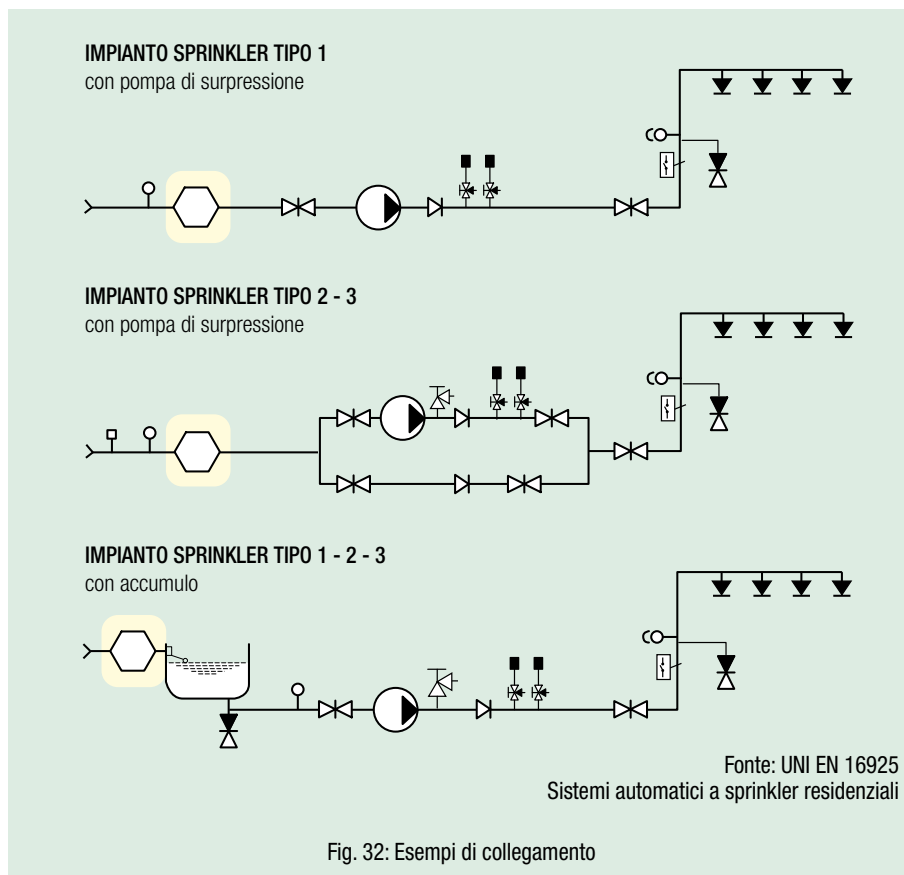 IMPIANTO SPRINKLER TIPO 1
con pompa di surpressione
IMPIANTO SPRINKLER TIPO 2 - 3
con pompa di surpressione
IMPIANTO SPRINKLER TIPO 1 - 2 - 3
con accumulo
Fonte: UNI EN 16925
Sistemi automatici a sprinkler residenziali
Fig. 32: Esempi di collegamento